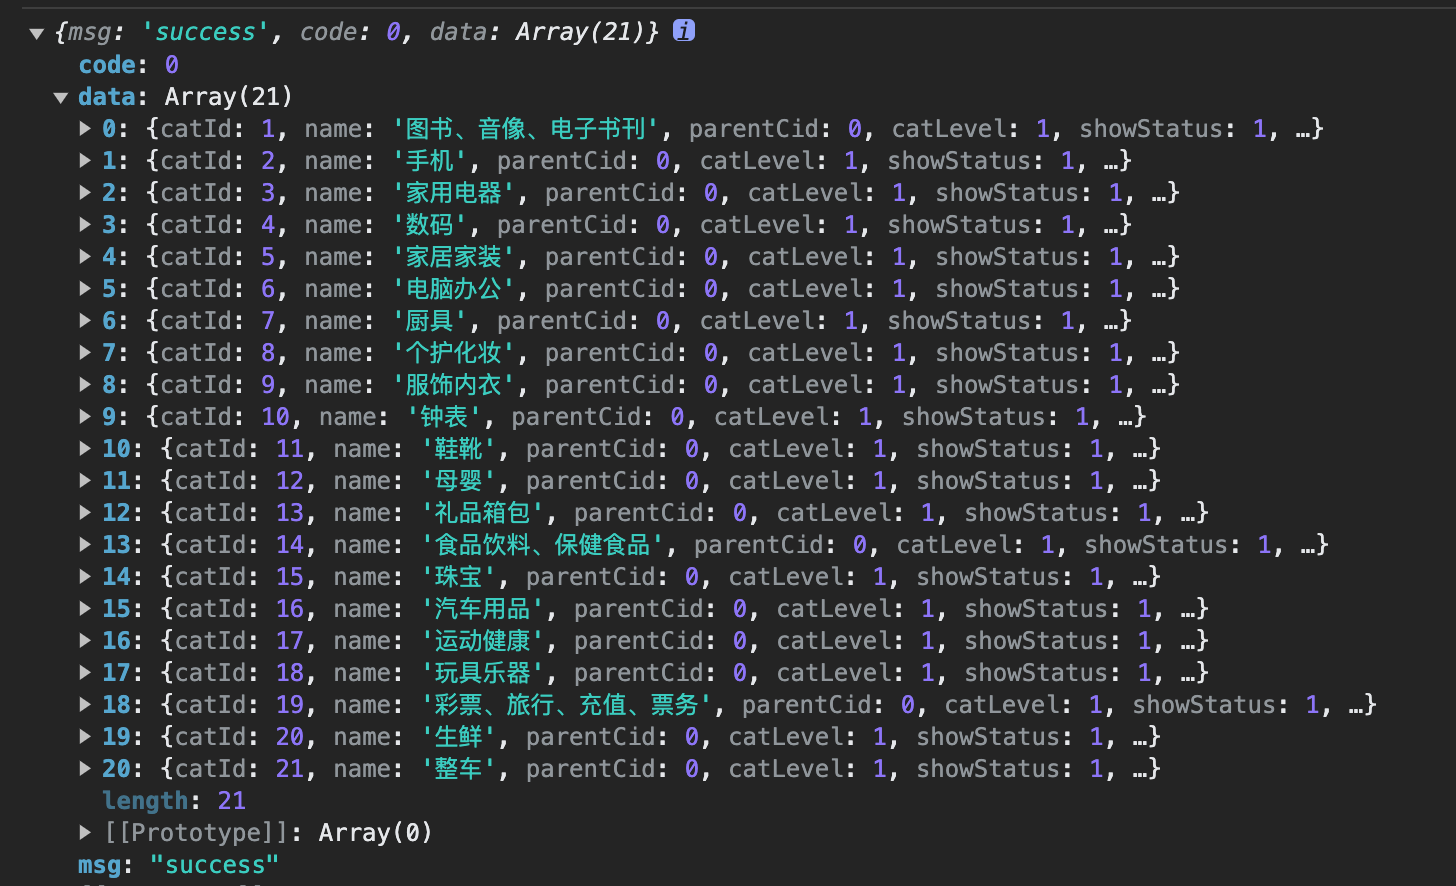 ▼ {msg: 'success', code: 0, data: Array(21)} i
code: 0
▼ data: Array(21)
▶ 0: {catId: 1, name: '图书、音像、电子书刊', parentCid: 0, catLevel: 1, showStatus: 1, …}
▶ 1: {catId: 2, name: '手机', parentCid: 0, catLevel: 1, showStatus: 1, …}
▶ 2: {catId: 3, name: '家用电器', parentCid: 0, catLevel: 1, showStatus: 1, …}
▶ 3: {catId: 4, name: '数码', parentCid: 0, catLevel: 1, showStatus: 1, …}
▶ 4: {catId: 5, name: '家居家装', parentCid: 0, catLevel: 1, showStatus: 1, …}
▶ 5: {catId: 6, name: '电脑办公', parentCid: 0, catLevel: 1, showStatus: 1, …}
▶ 6: {catId: 7, name: '厨具', parentCid: 0, catLevel: 1, showStatus: 1, …}
▶ 7: {catId: 8, name: '个护化妆', parentCid: 0, catLevel: 1, showStatus: 1, …}
▶ 8: {catId: 9, name: '服饰内衣', parentCid: 0, catLevel: 1, showStatus: 1, …}
▶ 9: {catId: 10, name: '钟表', parentCid: 0, catLevel: 1, showStatus: 1, …}
▶ 10: {catId: 11, name: '鞋靴', parentCid: 0, catLevel: 1, showStatus: 1, …}
▶ 11: {catId: 12, name: '母婴', parentCid: 0, catLevel: 1, showStatus: 1, …}
▶ 12: {catId: 13, name: '礼品箱包', parentCid: 0, catLevel: 1, showStatus: 1, …}
▶ 13: {catId: 14, name: '食品饮料、保健食品', parentCid: 0, catLevel: 1, showStatus: 1, …}
▶ 14: {catId: 15, name: '珠宝', parentCid: 0, catLevel: 1, showStatus: 1, …}
▶ 15: {catId: 16, name: '汽车用品', parentCid: 0, catLevel: 1, showStatus: 1, …}
▶ 16: {catId: 17, name: '运动健康', parentCid: 0, catLevel: 1, showStatus: 1, …}
▶ 17: {catId: 18, name: '玩具乐器', parentCid: 0, catLevel: 1, showStatus: 1, …}
▶ 18: {catId: 19, name: '彩票、旅行、充值、票务', parentCid: 0, catLevel: 1, showStatus: 1, …}
▶ 19: {catId: 20, name: '生鲜', parentCid: 0, catLevel: 1, showStatus: 1, …}
▶ 20: {catId: 21, name: '整车', parentCid: 0, catLevel: 1, showStatus: 1, …}
length: 21
▶ [[Prototype]]: Array(0)
msg: "success"